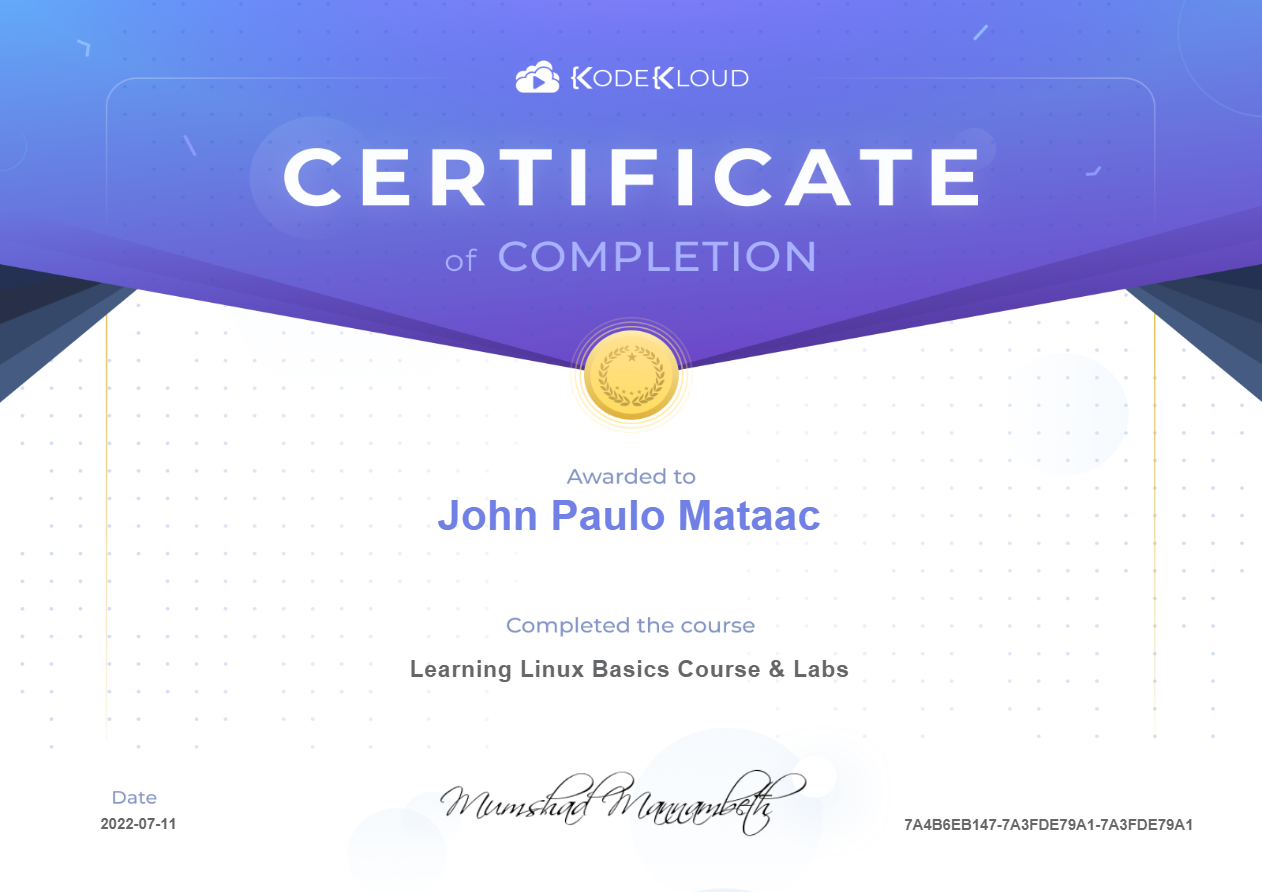 KODEKLOUD
CERTIFICATE
of COMPLETION
Awarded to
John Paulo Mataac
Completed the course
Learning Linux Basics Course & Labs
Date
2022-07-11
Mumshad Mannambeth
7A4B6EB147-7A3FDE79A1-7A3FDE79A1